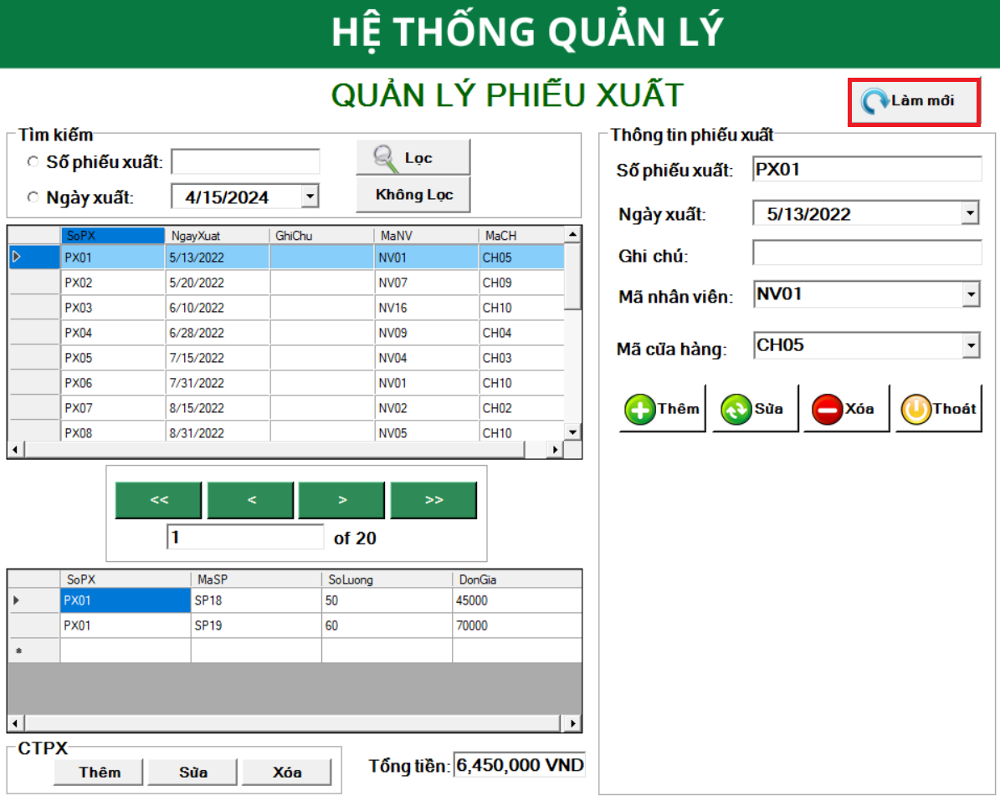 HỆ THỐNG QUẢN LÝ
QUẢN LÝ PHIẾU XUẤT
Làm mới
Tìm kiếm
Số phiếu xuất:
Lọc
Ngày xuất: 4/15/2024
Không Lọc
SoPX NgayXuat GhiChu MaNV MaCH
PX01 5/13/2022 NV01 CH05
PX02 5/20/2022 NV07 CH09
PX03 6/10/2022 NV16 CH10
PX04 6/28/2022 NV09 CH04
PX05 7/15/2022 NV04 CH03
PX06 7/31/2022 NV01 CH10
PX07 8/15/2022 NV02 CH02
PX08 8/31/2022 NV05 CH10
<< < > >>
1 of 20
SoPX MaSP SoLuong DonGia
PX01 SP18 50 45000
PX01 SP19 60 70000
*
CTPX
Thêm Sửa Xóa
Tổng tiền: 6,450,000 VND
Thông tin phiếu xuất
Số phiếu xuất: PX01
Ngày xuất: 5/13/2022
Ghi chú:
Mã nhân viên: NV01
Mã cửa hàng: CH05
Thêm Sửa Xóa Thoát